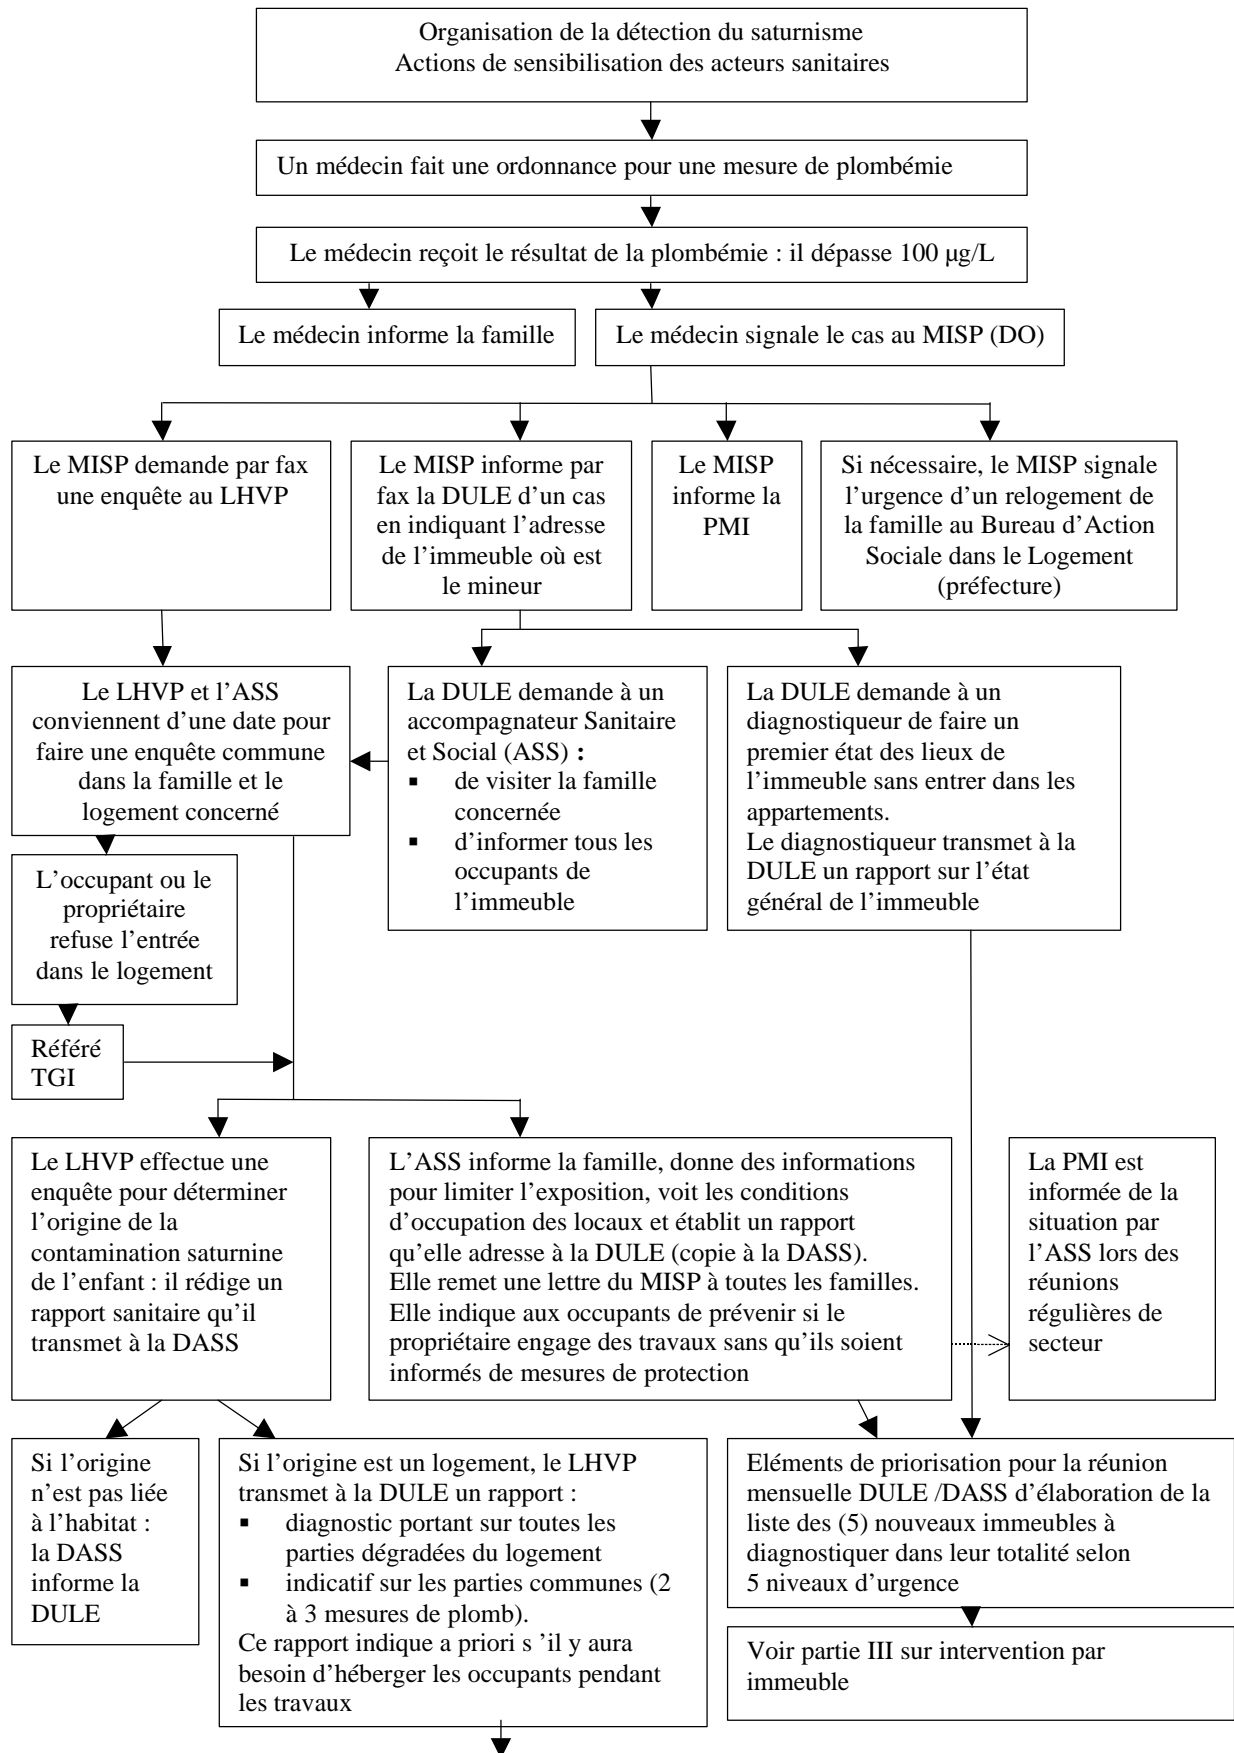 Organisation de la détection du saturnisme
Actions de sensibilisation des acteurs sanitaires
Un médecin fait une ordonnance pour une mesure de plombémie
Le médecin reçoit le résultat de la plombémie : il dépasse 100 µg/L
Le médecin informe la famille
Le médecin signale le cas au MISP (DO)
Le MISP demande par fax
une enquête au LHVP
Le MISP informe par
fax la DULE d’un cas
en indiquant l’adresse
de l’immeuble où est
le mineur
Le MISP
informe la
PMI
Si nécessaire, le MISP signale
l’urgence d’un relogement de
la famille au Bureau d’Action
Sociale dans le Logement
(préfecture)
Le LHVP et l’ASS
conviennent d’une date pour
faire une enquête commune
dans la famille et le
logement concerné
La DULE demande à un
accompagnateur Sanitaire
et Social (ASS) :
▪ de visiter la famille
concernée
▪ d’informer tous les
occupants de
l’immeuble
La DULE demande à un
diagnostiqueur de faire un
premier état des lieux de
l’immeuble sans entrer dans les
appartements.
Le diagnostiqueur transmet à la
DULE un rapport sur l’état
général de l’immeuble
L’occupant ou le
propriétaire
refuse l’entrée
dans le logement
Référé
TGI
Le LHVP effectue une
enquête pour déterminer
l’origine de la
contamination saturnine
de l’enfant : il rédige un
rapport sanitaire qu’il
transmet à la DASS
L’ASS informe la famille, donne des informations
pour limiter l’exposition, voit les conditions
d’occupation des locaux et établit un rapport
qu’elle adresse à la DULE (copie à la DASS).
Elle remet une lettre du MISP à toutes les familles.
Elle indique aux occupants de prévenir si le
propriétaire engage des travaux sans qu’ils soient
informés de mesures de protection
La PMI est
informée de la
situation par
l’ASS lors des
réunions
régulières de
secteur
Si l’origine
n’est pas liée
à l’habitat :
la DASS
informe la
DULE
Si l’origine est un logement, le LHVP
transmet à la DULE un rapport :
▪ diagnostic portant sur toutes les
parties dégradées du logement
▪ indicatif sur les parties communes (2
à 3 mesures de plomb).
Ce rapport indique a priori s ’il y aura
besoin d’héberger les occupants pendant
les travaux
Eléments de priorisation pour la réunion
mensuelle DULE /DASS d’élaboration de la
liste des (5) nouveaux immeubles à
diagnostiquer dans leur totalité selon
5 niveaux d’urgence
Voir partie III sur intervention par
immeuble